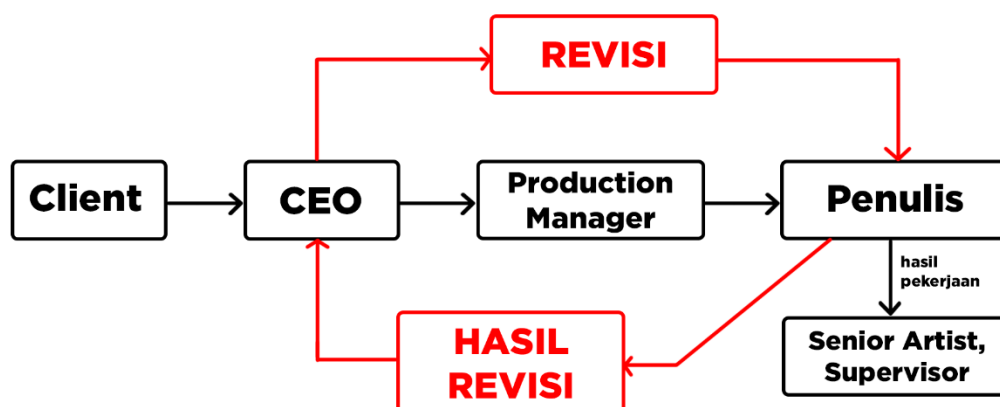 REVISI
Client
CEO
Production
Manager
Penulis
hasil
pekerjaan
HASIL
REVISI
Senior Artist,
Supervisor